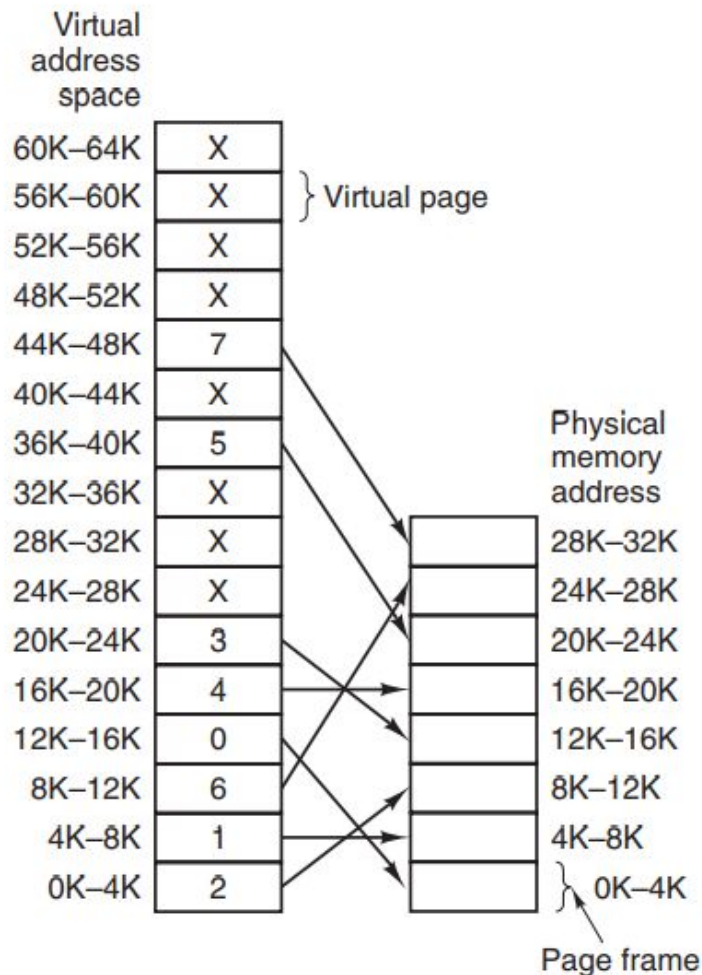 Virtual
address
space
60K–64K X
56K–60K X Virtual page
52K–56K X
48K–52K X
44K–48K 7
40K–44K X
36K–40K 5
32K–36K X
28K–32K X
24K–28K X
20K–24K 3
16K–20K 4
12K–16K 0
8K–12K 6
4K–8K 1
0K–4K 2
Physical
memory
address
28K–32K
24K–28K
20K–24K
16K–20K
12K–16K
8K–12K
4K–8K
0K–4K
Page frame